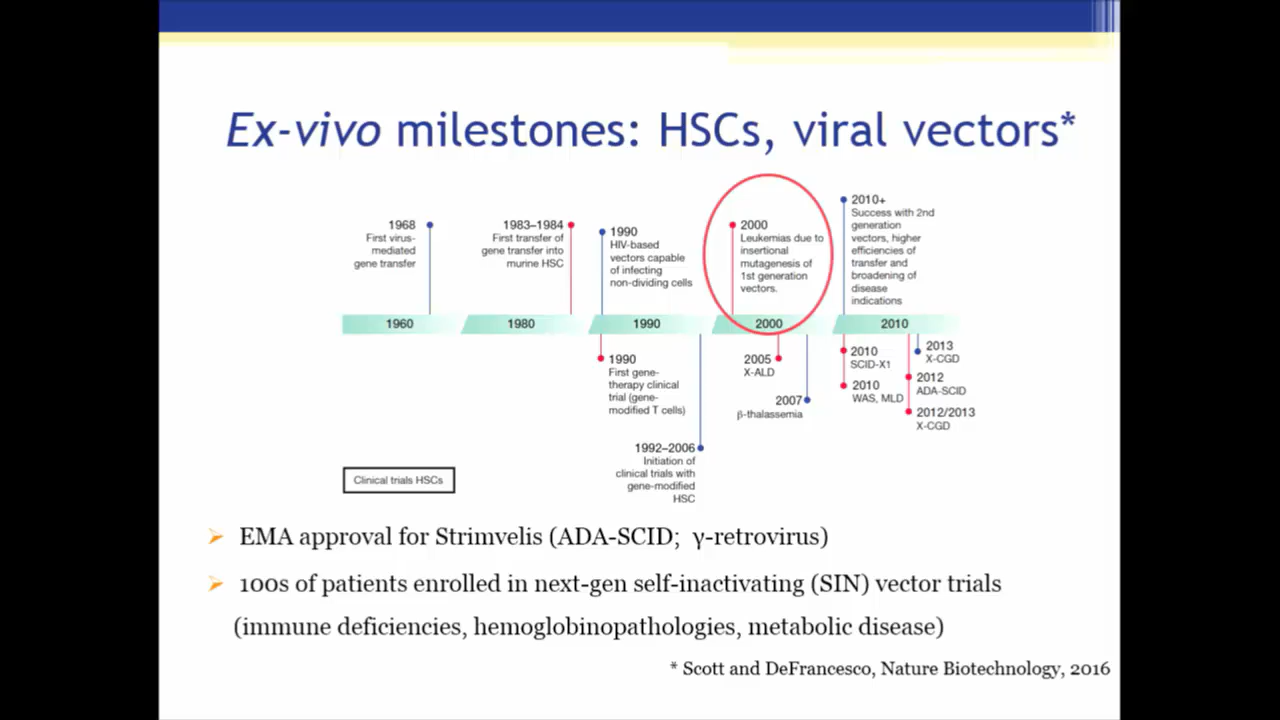 Ex-vivo milestones: HSCs, viral vectors*
1968
First virus-
mediated
gene transfer
1983–1984
First transfer of
gene transfer into
murine HSC
1990
HIV-based
vectors capable
of infecting
non-dividing cells
2000
Leukemias due to
insertional
mutagenesis of
1st generation
vectors.
2010+
Success with 2nd
generation
vectors, higher
efficiencies of
transfer and
broadening of
disease
indications
1960
1980
1990
2000
2010
1990
First gene-
therapy clinical
trial (gene-
modified T cells)
1992–2006
Initiation of
clinical trials with
gene-modified
HSC
2005
X-ALD
2007
β-thalassemia
2010
SCID-X1
2010
WAS, MLD
2013
X-CGD
2012
ADA-SCID
2012/2013
X-CGD
Clinical trials HSCs
EMA approval for Strimvelis (ADA-SCID; γ-retrovirus)
100s of patients enrolled in next-gen self-inactivating (SIN) vector trials
(immune deficiencies, hemoglobinopathologies, metabolic disease)
* Scott and DeFrancesco, Nature Biotechnology, 2016